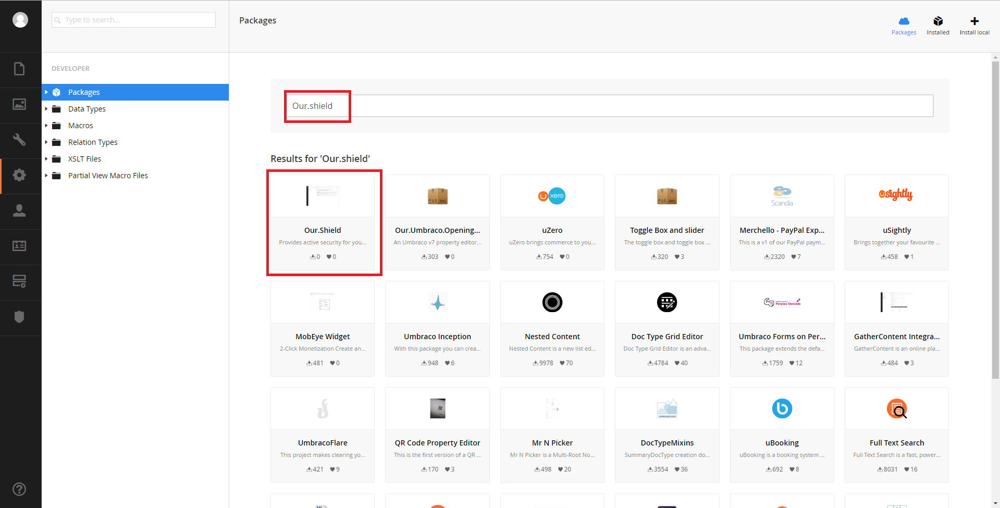 Type to search...
Packages
Packages
Installed
Install local
DEVELOPER
Packages
Data Types
Macros
Relation Types
XSLT Files
Partial View Macro Files
Our.shield
Results for 'Our.shield'
Our.Shield
Provides active security for you...
0 0
Our.Umbraco.Opening...
An Umbraco v7 property editor...
303 0
xero
uZero
uZero brings commerce to you...
754 0
Toggle Box and slider
The toggle box and toggle box ...
320 3
Scandia
Merchello - PayPal Exp...
This is a v1 of our PayPal paym...
2320 7
usightly
uSightly
Brings together your favourite ...
458 1
MobEye Widget
2-Click Monetization Create an...
481 0
Umbraco Inception
With this package you can crea...
948 6
Nested Content
Nested Content is a new list ed...
9978 70
Doc Type Grid Editor
Doc Type Grid Editor is an adva...
4784 40
Perplex Steroids
Umbraco Forms on Per...
This package extends the defa...
1759 12
GatherContent Integra...
GatherContent is an online pla...
484 3
UmbracoFlare
This project makes clearing yo...
421 9
QR Code Property Editor
This is the first version of a QR ...
170 3
Mr N Picker
Mr N Picker is a Multi-Root No...
498 20
OFFROADCODE
DocTypeMixins
SummaryDocType creation do...
3554 36
b
uBooking
uBooking is a booking system ...
692 8
Full Text Search
Full Text Search is a fast, power...
8031 16